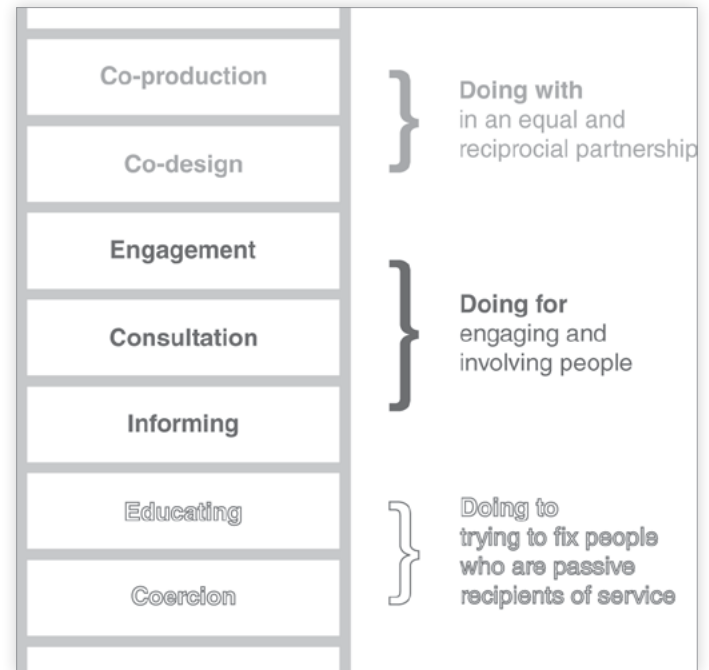 Co-production
Co-design
Engagement
Consultation
Informing
Educating
Coercion
Doing with
in an equal and
reciprocial partnership
Doing for
engaging and
involving people
Doing to
trying to fix people
who are passive
recipients of service